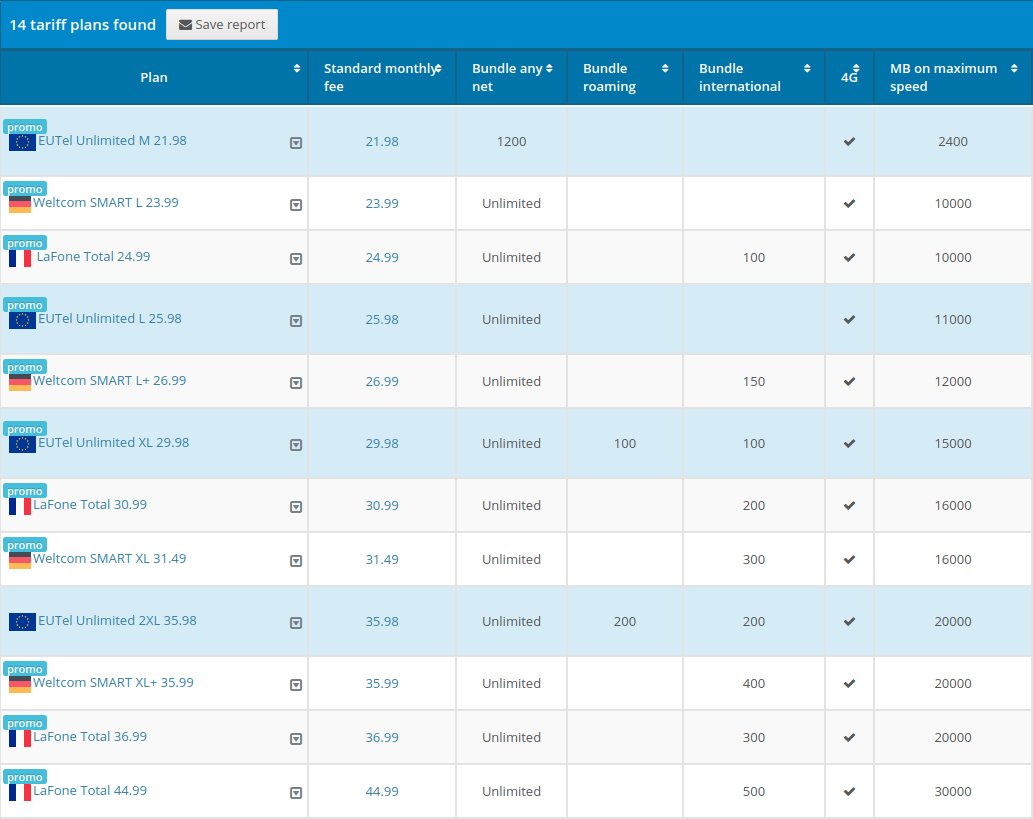 14 tariff plans found Save report
Plan Standard monthly fee Bundle any net Bundle roaming Bundle international 4G MB on maximum speed
promo
EUTel Unlimited M 21.98 21.98 1200 2400
promo
Weltcom SMART L 23.99 23.99 Unlimited 10000
promo
LaFone Total 24.99 24.99 Unlimited 100 10000
promo
EUTel Unlimited L 25.98 25.98 Unlimited 11000
promo
Weltcom SMART L+ 26.99 26.99 Unlimited 150 12000
promo
EUTel Unlimited XL 29.98 29.98 Unlimited 100 100 15000
promo
LaFone Total 30.99 30.99 Unlimited 200 16000
promo
Weltcom SMART XL 31.49 31.49 Unlimited 300 16000
EUTel Unlimited 2XL 35.98 35.98 Unlimited 200 200 20000
promo
Weltcom SMART XL+ 35.99 35.99 Unlimited 400 20000
promo
LaFone Total 36.99 36.99 Unlimited 300 20000
promo
LaFone Total 44.99 44.99 Unlimited 500 30000